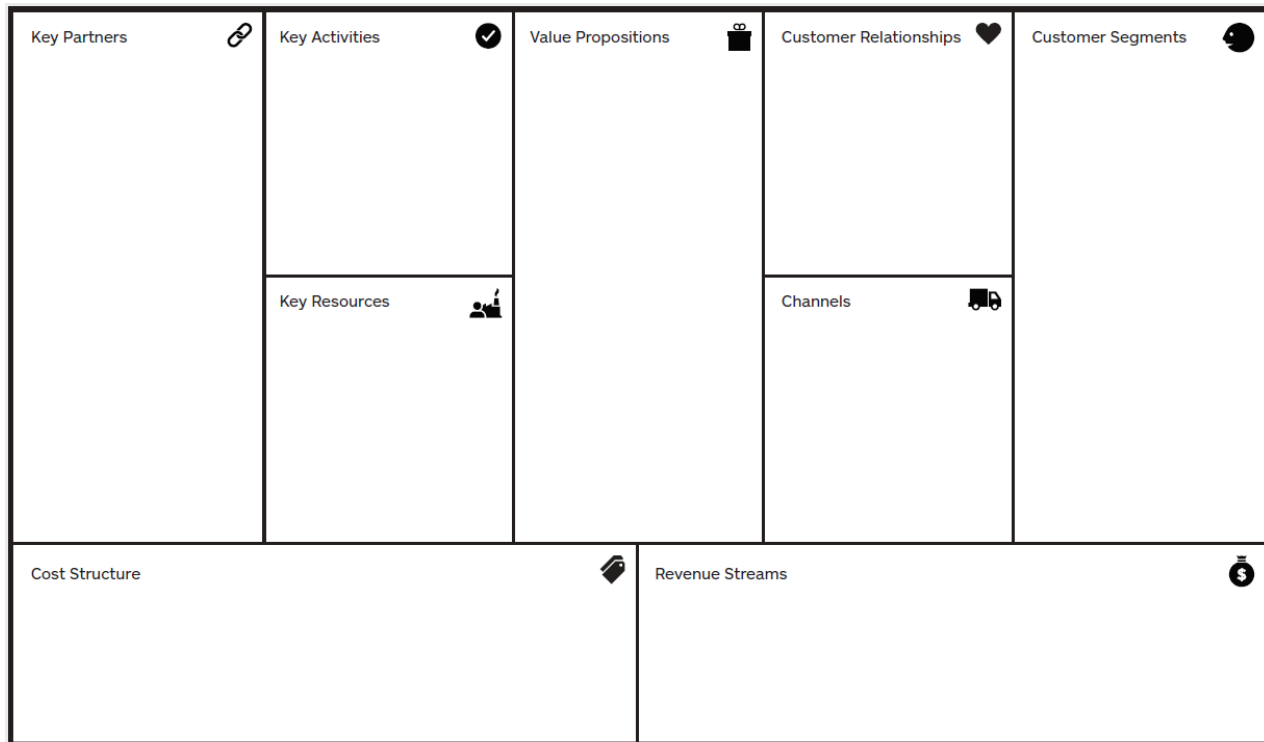 Key Partners
Key Activities
Value Propositions
Customer Relationships
Customer Segments
Key Resources
Channels
Cost Structure
Revenue Streams
$